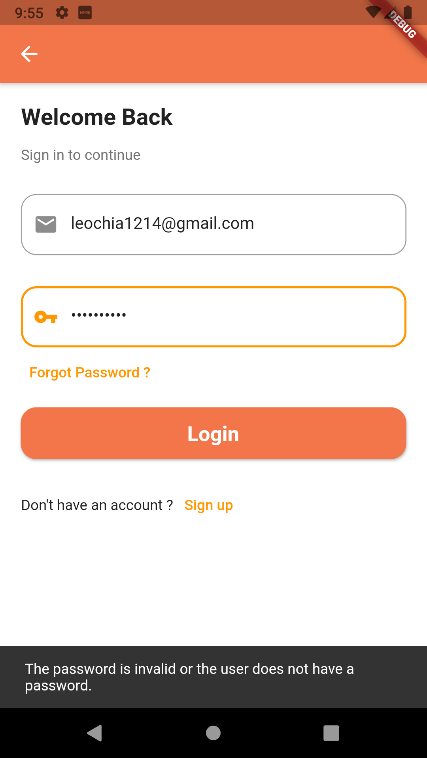 9:55
DEBUG
Welcome Back
Sign in to continue
leochia1214@gmail.com
••••••••••
Forgot Password ?
Login
Don't have an account ? Sign up
The password is invalid or the user does not have a
password.